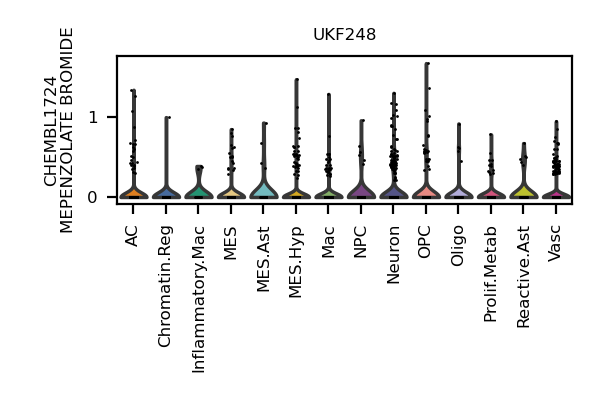 UKF248
CHEMBL1724
MEPENZOLATE BROMIDE
1
0
AC
Chromatin.Reg
Inflammatory.Mac
MES
MES.Ast
MES.Hyp
Mac
NPC
Neuron
OPC
Oligo
Prolif.Metab
Reactive.Ast
Vasc